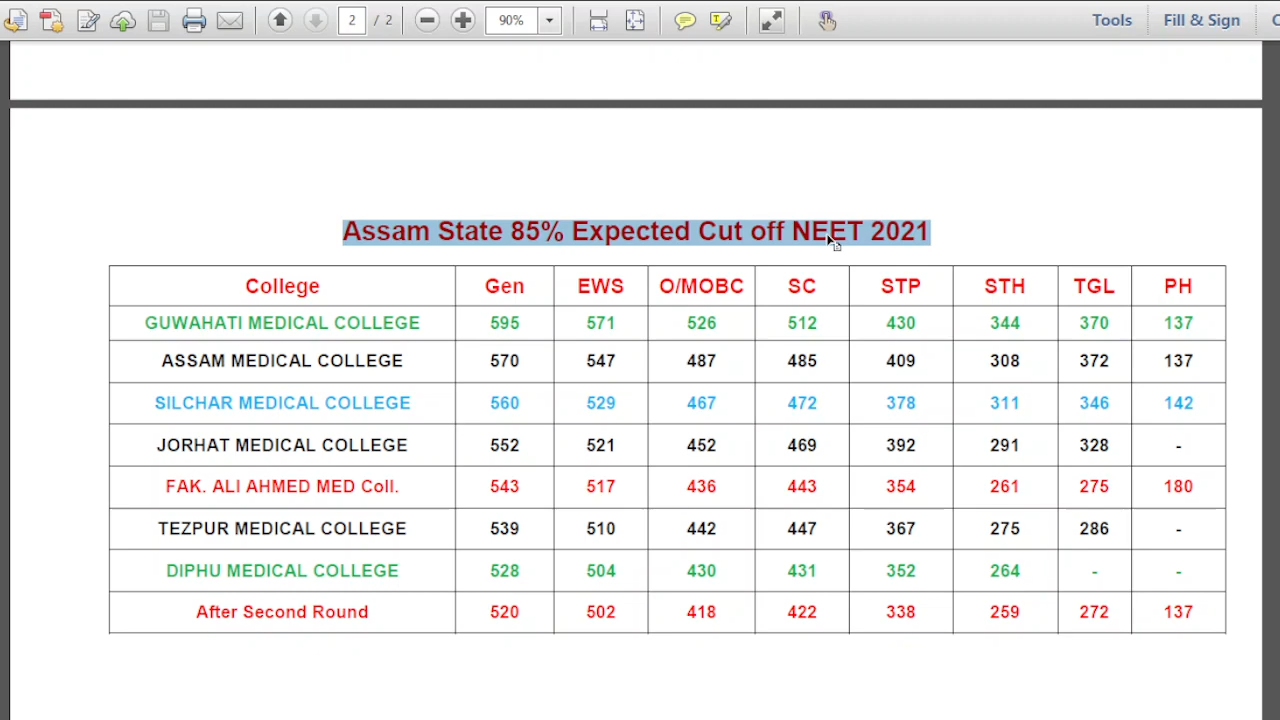 2 / 2 90% Tools Fill & Sign
Assam State 85% Expected Cut off NEET 2021
College Gen EWS O/MOBC SC STP STH TGL PH
GUWAHATI MEDICAL COLLEGE 595 571 526 512 430 344 370 137
ASSAM MEDICAL COLLEGE 570 547 487 485 409 308 372 137
SILCHAR MEDICAL COLLEGE 560 529 467 472 378 311 346 142
JORHAT MEDICAL COLLEGE 552 521 452 469 392 291 328 -
FAK. ALI AHMED MED Coll. 543 517 436 443 354 261 275 180
TEZPUR MEDICAL COLLEGE 539 510 442 447 367 275 286 -
DIPHU MEDICAL COLLEGE 528 504 430 431 352 264 - -
After Second Round 520 502 418 422 338 259 272 137